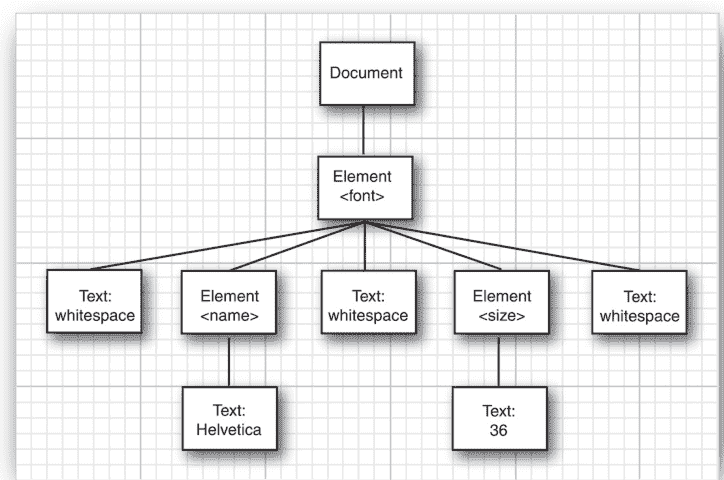 Document
Element
<font>
Text:
whitespace
Element
<name>
Text:
whitespace
Element
<size>
Text:
whitespace
Text:
Helvetica
Text:
36